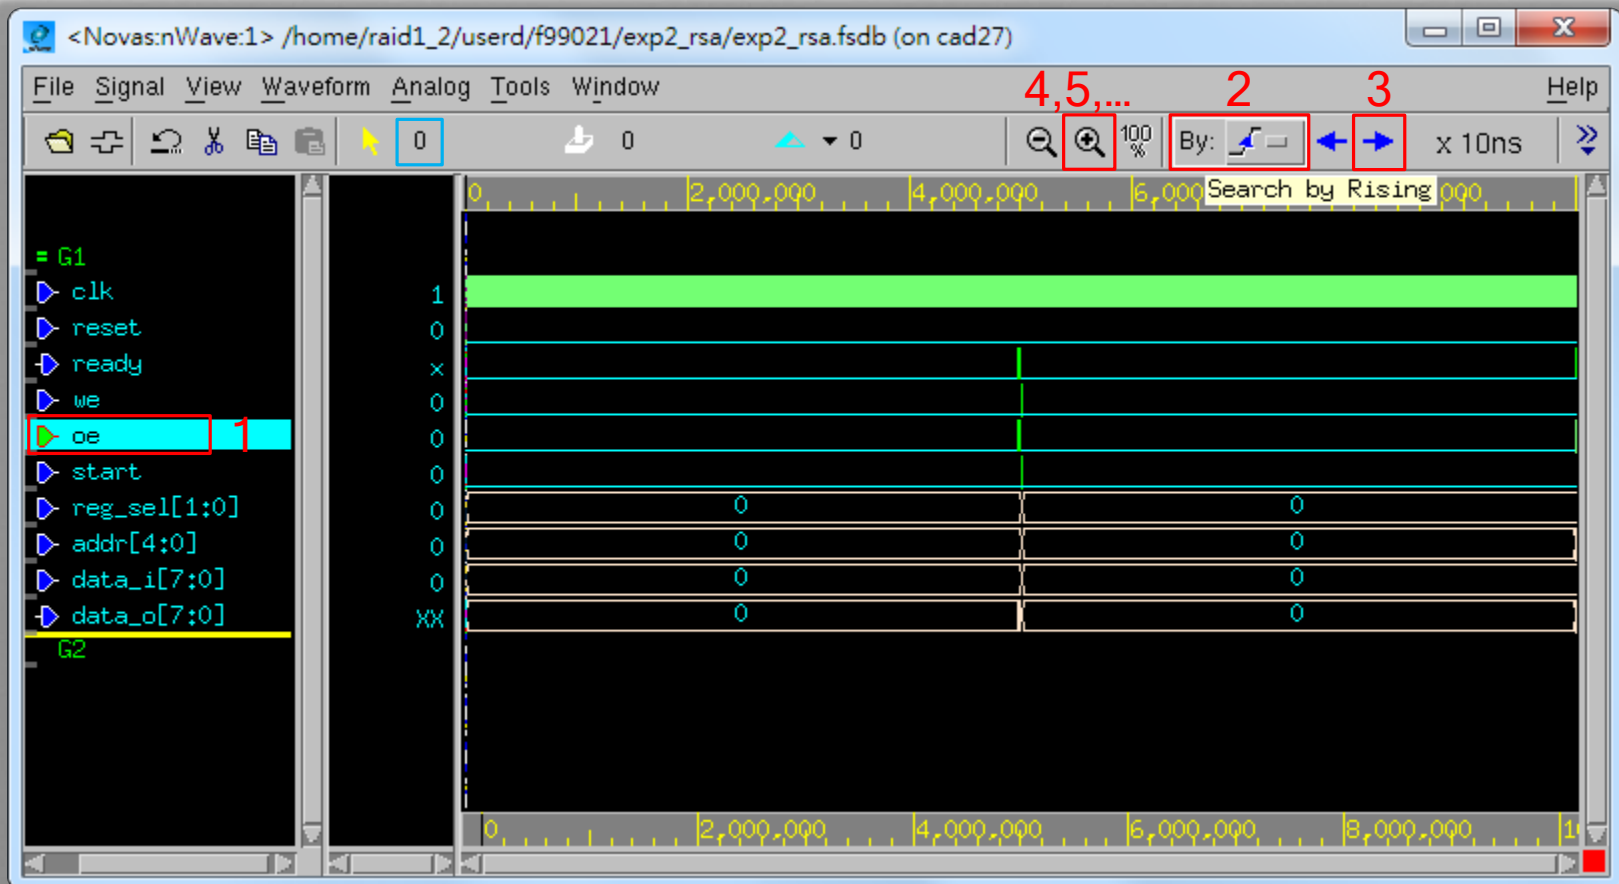 <Novas:nWave:1> /home/raid1_2/userd/f99021/exp2_rsa/exp2_rsa.fsdb (on cad27)
File Signal View Waveform Analog Tools Window Help
4,5,... 2 3
0 0 0 100% By: x 10ns
Search by Rising
0 2,000,000 4,000,000 6,000
= G1
clk 1
reset 0
ready x
we 0
oe 1 0
start 0
reg_sel[1:0] 0 0 0
addr[4:0] 0 0 0
data_i[7:0] 0 0 0
data_o[7:0] XX 0 0
G2
0 2,000,000 4,000,000 6,000,000 8,000,000 1